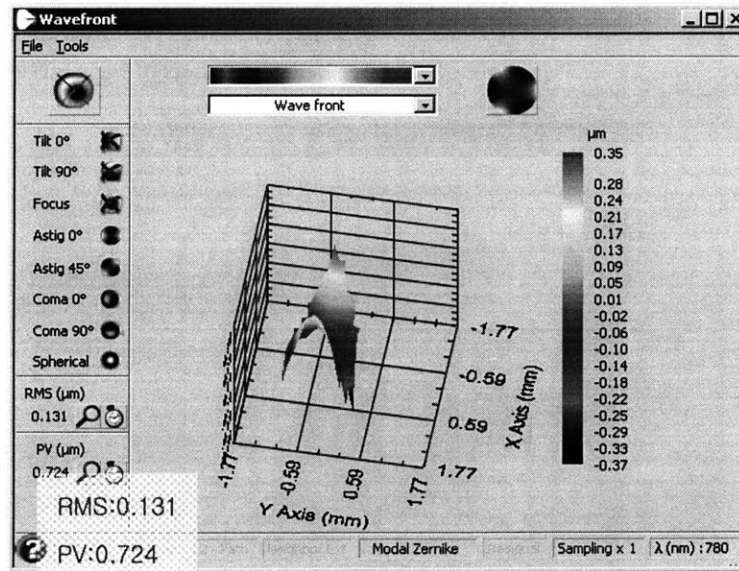 Wavefront
File Tools
Wave front
Tilt 0°
Tilt 90°
Focus
Astig 0°
Astig 45°
Coma 0°
Coma 90°
Spherical
RMS (µm)
0.131
PV (µm)
0.724
RMS:0.131
PV:0.724
µm
0.35
0.28
0.24
0.21
0.17
0.13
0.09
0.05
0.01
-0.02
-0.06
-0.10
-0.14
-0.18
-0.22
-0.25
-0.29
-0.33
-0.37
-1.77
-0.59
0.59
1.77
X Axis (mm)
-1.77
-0.59
0.59
1.77
Y Axis (mm)
Modal Zernike
Sampling x 1
λ (nm) :780